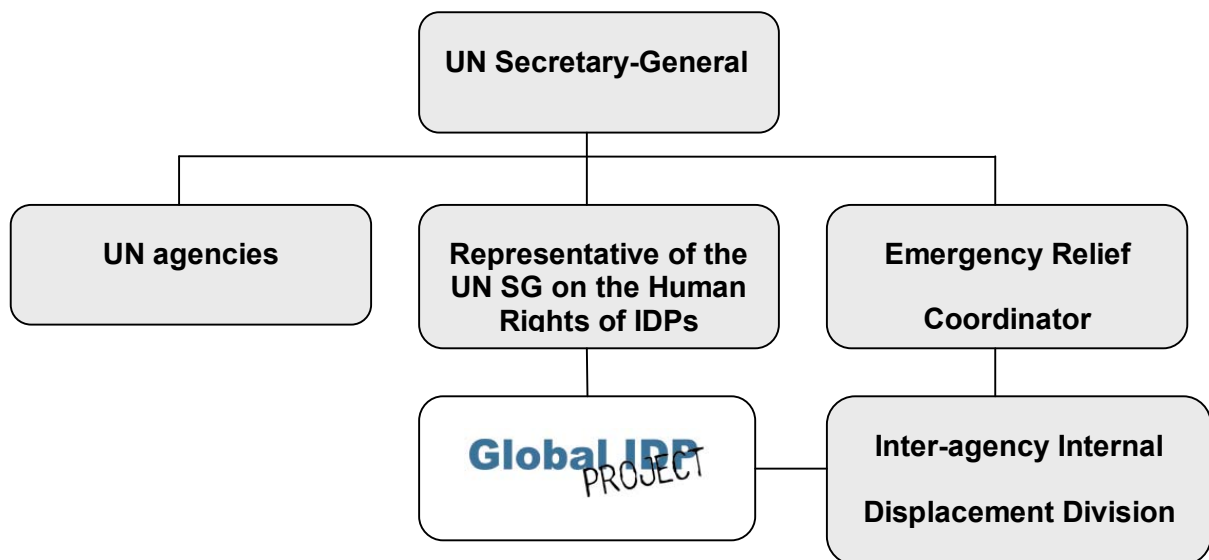 UN Secretary-General
UN agencies
Representative of the
UN SG on the Human
Rights of IDPs
Emergency Relief
Coordinator
Global IDP
PROJECT
Inter-agency Internal
Displacement Division